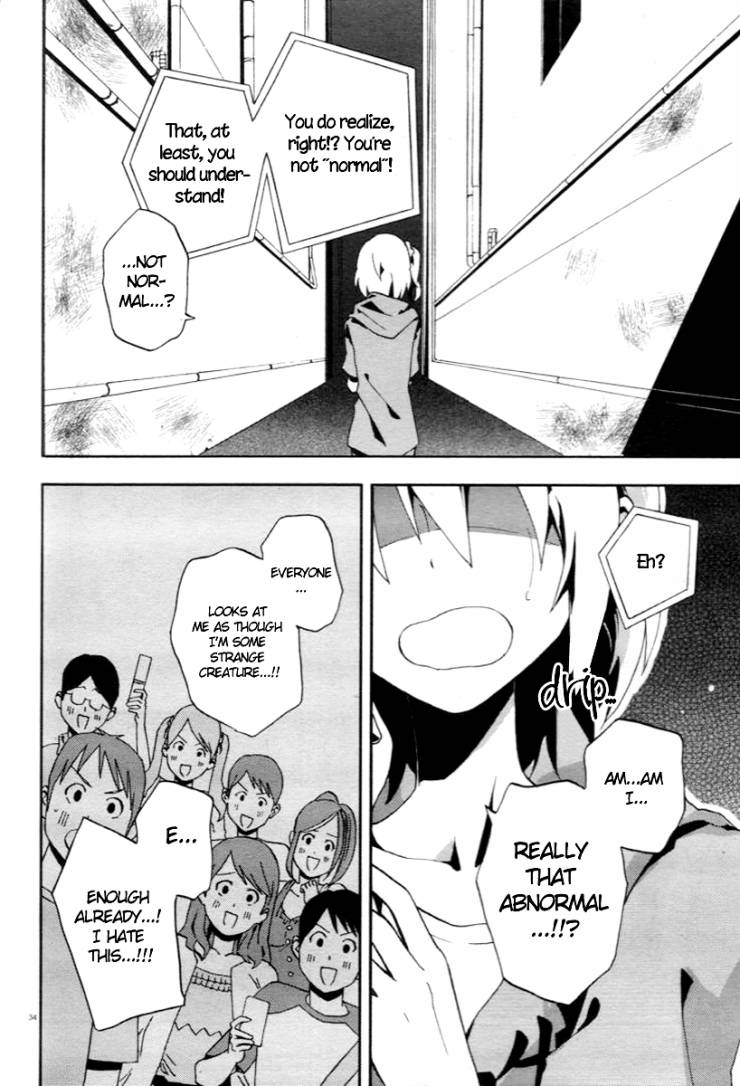 You do realize,
right!? You're
not "normal"!
That, at
least, you
should under-
stand!
...NOT
NOR-
MAL...?
Eh?
drip...
AM...AM
I...
REALLY
THAT
ABNORMAL
...!!?
EVERYONE
...
LOOKS AT
ME AS THOUGH
I'M SOME
STRANGE
CREATURE...!!
E...
ENOUGH
ALREADY...!
I HATE
THIS...!!!
34